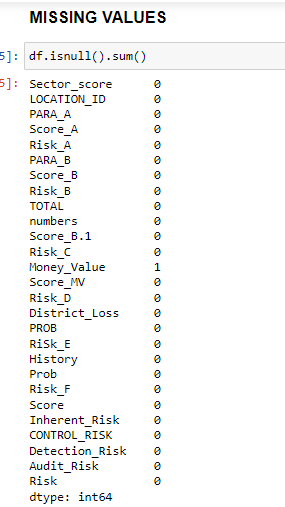 MISSING VALUES
5]: df.isnull().sum()
5]: Sector_score 0
LOCATION_ID 0
PARA_A 0
Score_A 0
Risk_A 0
PARA_B 0
Score_B 0
Risk_B 0
TOTAL 0
numbers 0
Score_B.1 0
Risk_C 0
Money_Value 1
Score_MV 0
Risk_D 0
District_Loss 0
PROB 0
RiSk_E 0
History 0
Prob 0
Risk_F 0
Score 0
Inherent_Risk 0
CONTROL_RISK 0
Detection_Risk 0
Audit_Risk 0
Risk 0
dtype: int64